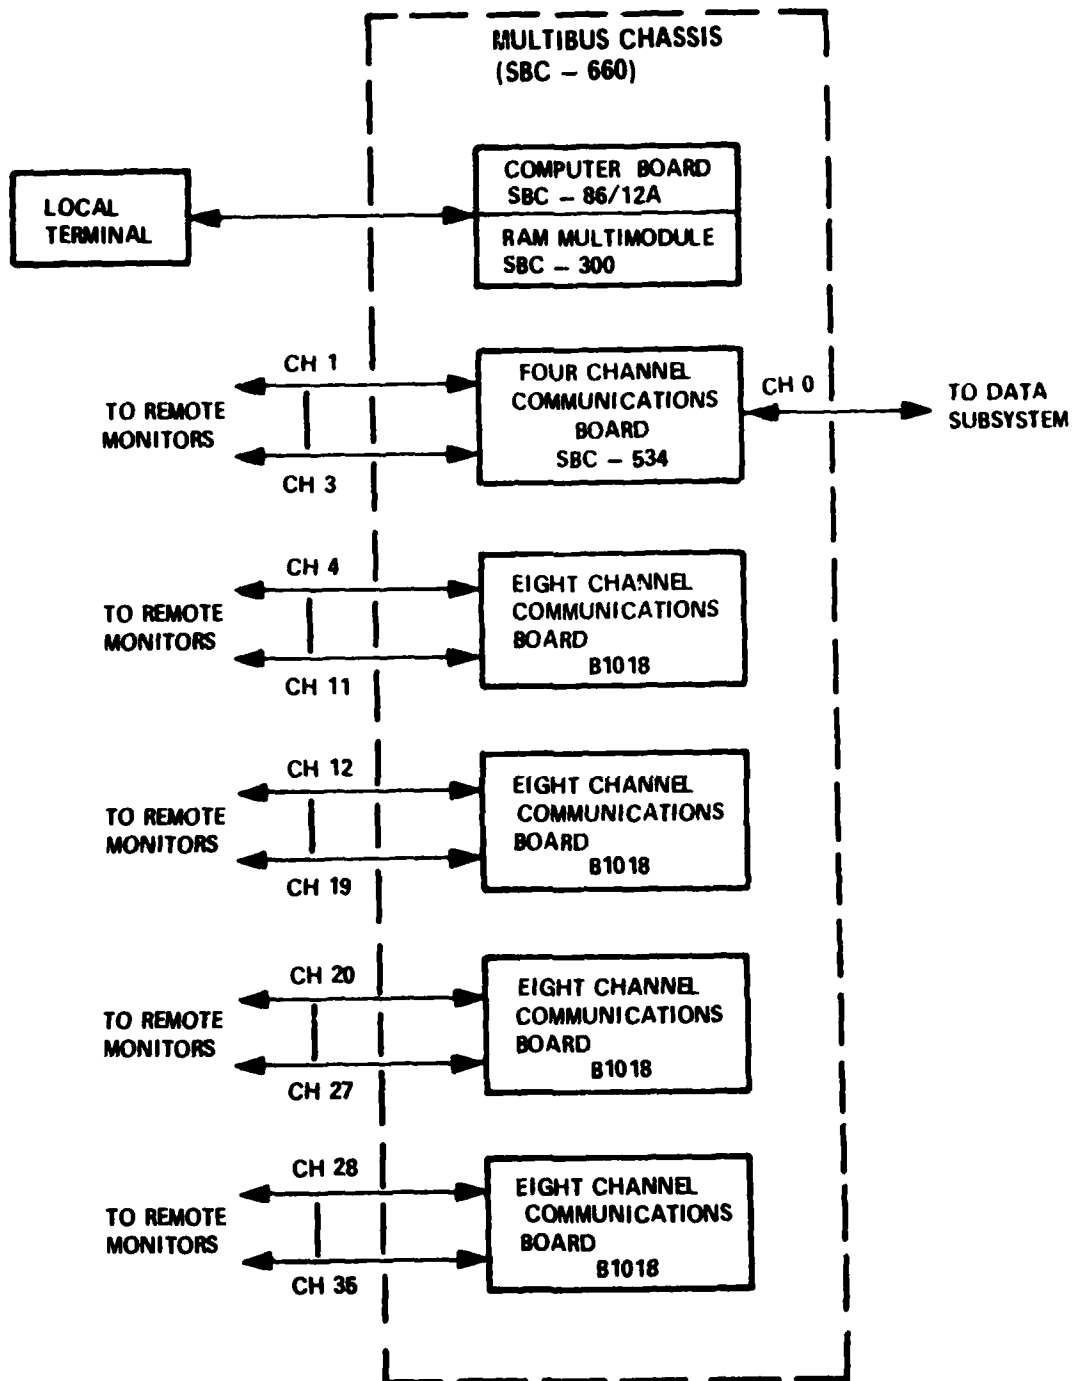 MULTIBUS CHASSIS
(SBC – 660)
LOCAL
TERMINAL
COMPUTER BOARD
SBC – 86/12A
RAM MULTIMODULE
SBC – 300
CH 1
TO REMOTE
MONITORS
CH 3
FOUR CHANNEL
COMMUNICATIONS
BOARD
SBC – 534
CH 0
TO DATA
SUBSYSTEM
CH 4
TO REMOTE
MONITORS
CH 11
EIGHT CHANNEL
COMMUNICATIONS
BOARD
B1018
CH 12
TO REMOTE
MONITORS
CH 19
EIGHT CHANNEL
COMMUNICATIONS
BOARD
B1018
CH 20
TO REMOTE
MONITORS
CH 27
EIGHT CHANNEL
COMMUNICATIONS
BOARD
B1018
CH 28
TO REMOTE
MONITORS
CH 35
EIGHT CHANNEL
COMMUNICATIONS
BOARD
B1018